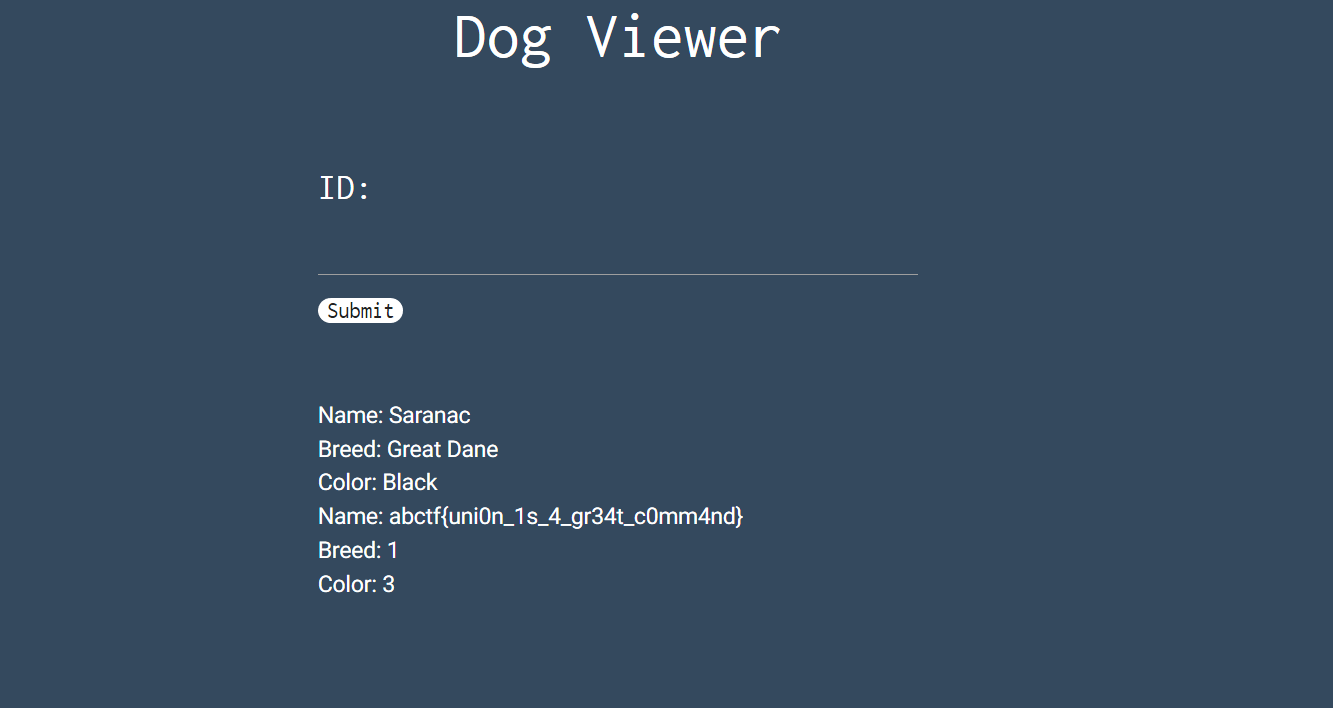 Dog Viewer
ID:
Submit
Name: Saranac
Breed: Great Dane
Color: Black
Name: abctf{uni0n_1s_4_gr34t_c0mm4nd}
Breed: 1
Color: 3